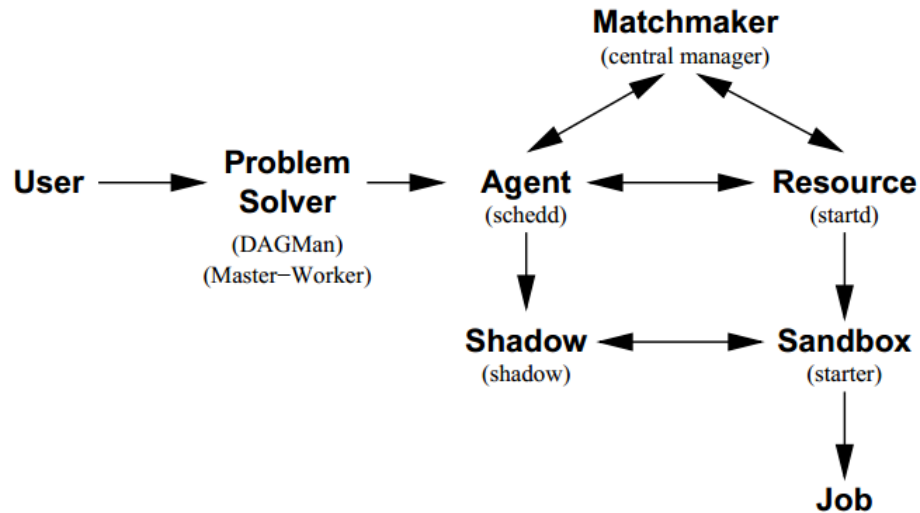 Matchmaker
(central manager)
User
Problem
Solver
(DAGMan)
(Master−Worker)
Agent
(schedd)
Resource
(startd)
Shadow
(shadow)
Sandbox
(starter)
Job